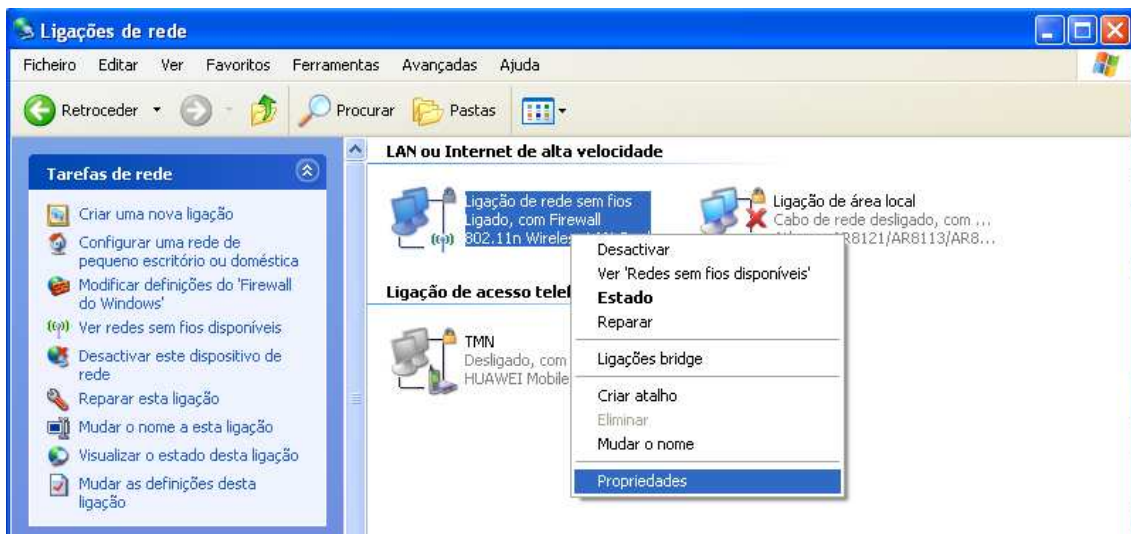 Ligações de rede
Ficheiro Editar Ver Favoritos Ferramentas Avançadas Ajuda
Retroceder Procurar Pastas
Tarefas de rede
Criar uma nova ligação
Configurar uma rede de
pequeno escritório ou doméstica
Modificar definições do 'Firewall
do Windows'
Ver redes sem fios disponíveis
Desactivar este dispositivo de
rede
Reparar esta ligação
Mudar o nome a esta ligação
Visualizar o estado desta ligação
Mudar as definições desta
ligação
LAN ou Internet de alta velocidade
Ligação de rede sem fios
Ligado, com Firewall
802.11n Wireless
Ligação de área local
Cabo de rede desligado, com ...
AR8121/AR8113/AR8...
Ligação de acesso
TMN
Desligado, com
HUAWEI Mobile
Desactivar
Ver 'Redes sem fios disponíveis'
Estado
Reparar
Ligações bridge
Criar atalho
Eliminar
Mudar o nome
Propriedades